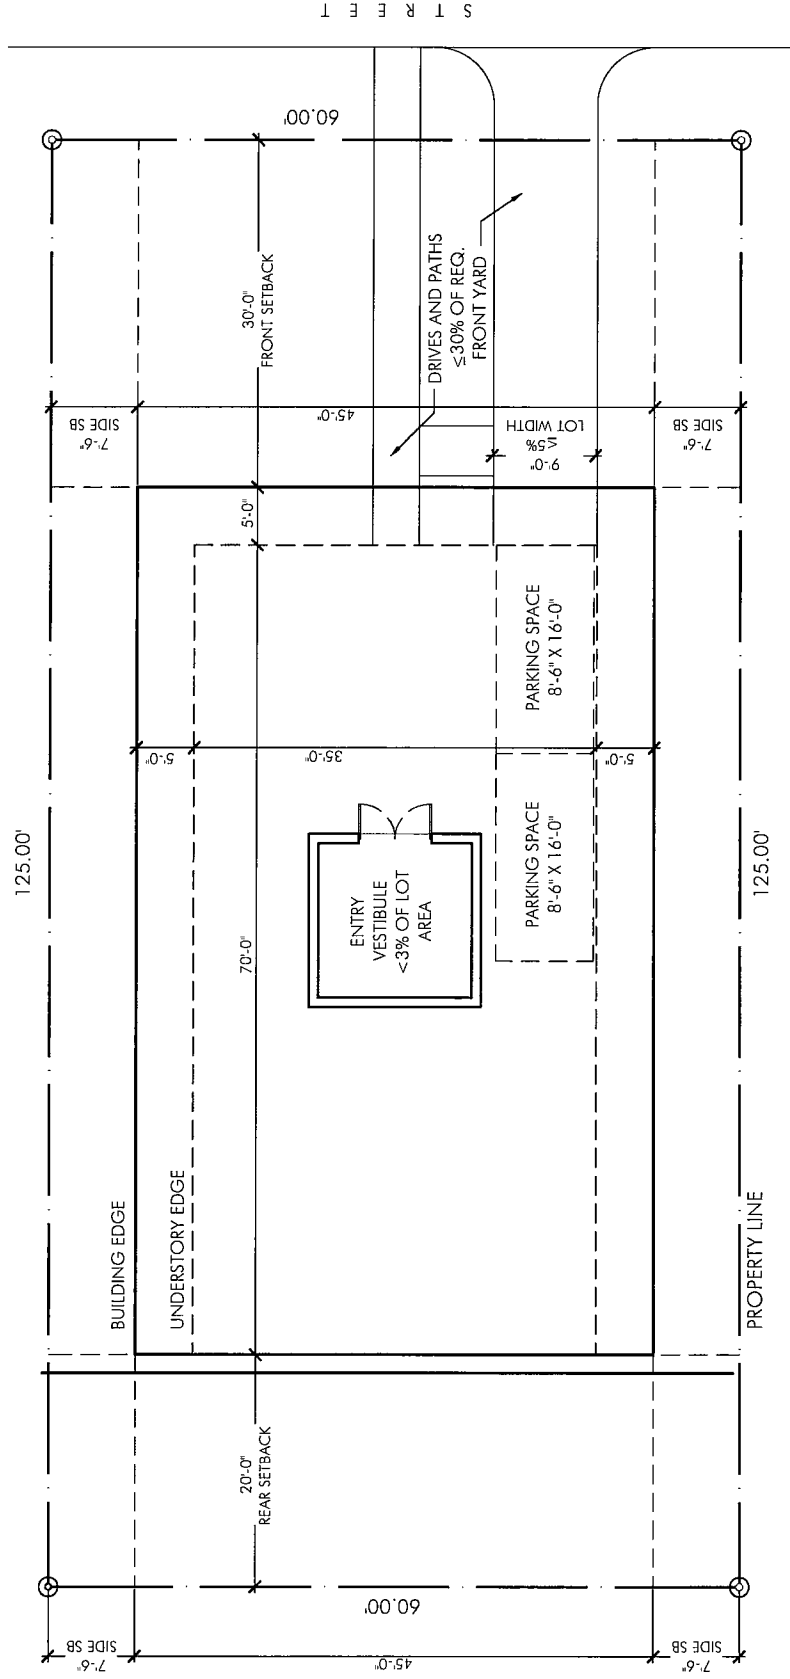 S T R E E T
60.00'
30'-0"
FRONT SETBACK
DRIVES AND PATHS
≤30% OF REQ.
FRONT YARD
7'-6"
SIDE SB
45'-0"
9'-0"
≤5%
LOT WIDTH
7'-6"
SIDE SB
5'-0"
PARKING SPACE
8'-6" X 16'-0"
5'-0"
35'-0"
5'-0"
125.00'
ENTRY
VESTIBULE
<3% OF LOT
AREA
PARKING SPACE
8'-6" X 16'-0"
125.00'
70'-0"
BUILDING EDGE
UNDERSTORY EDGE
PROPERTY LINE
20'-0"
REAR SETBACK
60.00'
7'-6"
SIDE SB
45'-0"
7'-6"
SIDE SB